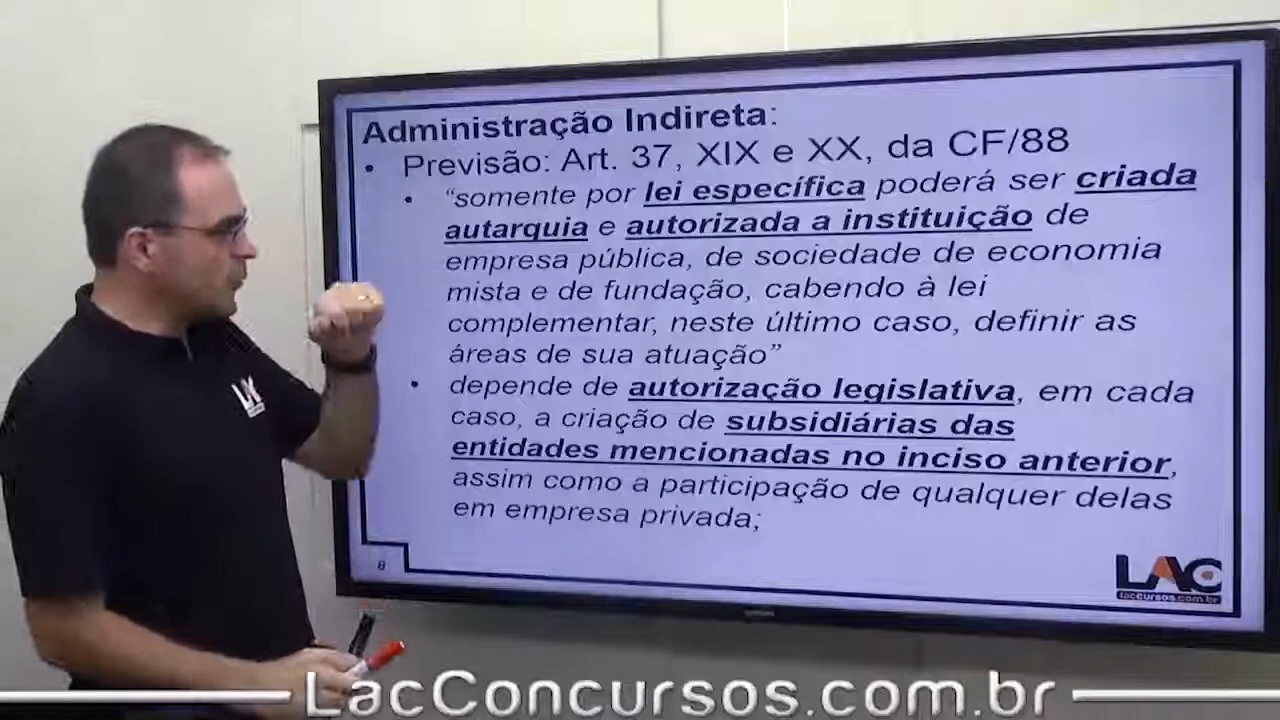 Administração Indireta:
• Previsão: Art. 37, XIX e XX, da CF/88
• “somente por lei específica poderá ser criada
autarquia e autorizada a instituição de
empresa pública, de sociedade de economia
mista e de fundação, cabendo à lei
complementar, neste último caso, definir as
áreas de sua atuação”
• depende de autorização legislativa, em cada
caso, a criação de subsidiárias das
entidades mencionadas no inciso anterior,
assim como a participação de qualquer delas
em empresa privada;
8
LAC
laccursos.com.br
LacConcursos.com.br